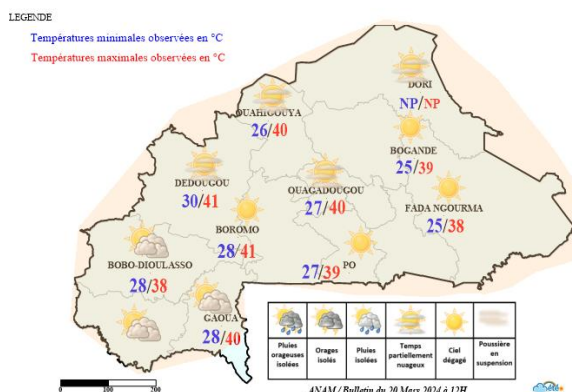 LEGENDE
Températures minimales observées en °C
Températures maximales observées en °C
DORI
NP/NP
OUAHIGOUYA
26/40
BOGANDE
25/39
DEDOUGOU
30/41
OUAGADOUGOU
27/40
FADA NGOURMA
25/38
BOROMO
28/41
BOBO-DIOULASSO
28/38
PO
27/39
GAOUA
28/40
Pluies orageuses isolées
Orages isolés
Pluies isolées
Temps partiellement nuageux
Ciel dégagé
Poussière en suspension
0 100 200
ANAM / Bulletin du 20 Mars 2024 à 12H